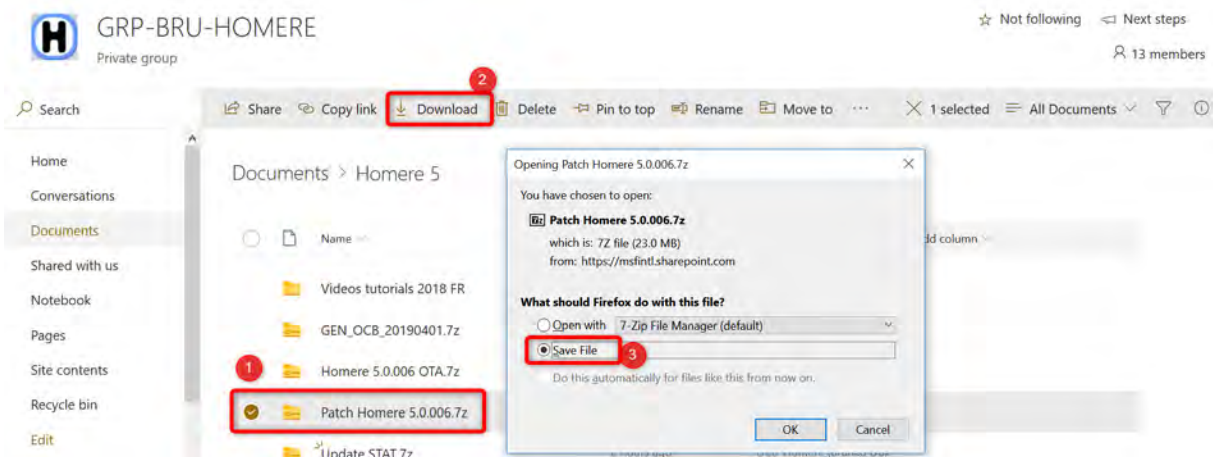 H
GRP-BRU-HOMERE
Private group
Not following
Next steps
13 members
2
Search
Share
Copy link
Download
Delete
Pin to top
Rename
Move to
...
1 selected
All Documents
Home
Conversations
Documents
Shared with us
Notebook
Pages
Site contents
Recycle bin
Edit
Documents > Homere 5
Name
Videos tutorials 2018 FR
GEN_OCB_20190401.7z
1
Homere 5.0.006 OTA.7z
Patch Homere 5.0.006.7z
Update STAT.7z
dd column
Opening Patch Homere 5.0.006.7z
You have chosen to open:
7z Patch Homere 5.0.006.7z
which is: 7Z file (23.0 MB)
from: https://msfintl.sharepoint.com
What should Firefox do with this file?
Open with 7-Zip File Manager (default)
Save File
3
Do this automatically for files like this from now on.
OK
Cancel